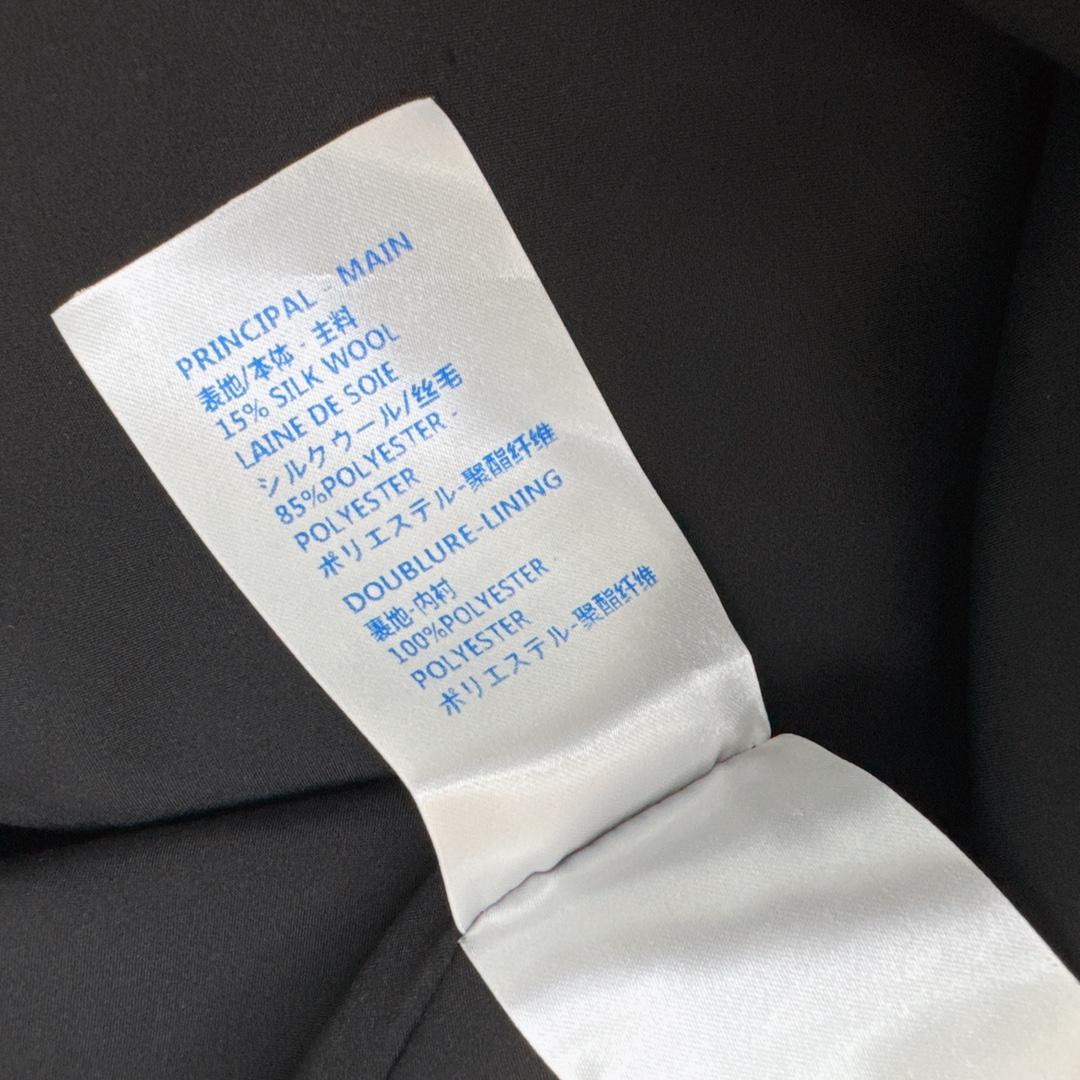 PRINCIPAL - MAIN
表地/本体 - 主料
15% SILK WOOL
LAINE DE SOIE
シルクゥール/丝毛
85%POLYESTER -
POLYESTER
ポリエステル-聚酯纤维
DOUBLURE-LINING
裏地-内衬
100%POLYESTER
POLYESTER
ポリエステル-聚酯纤维